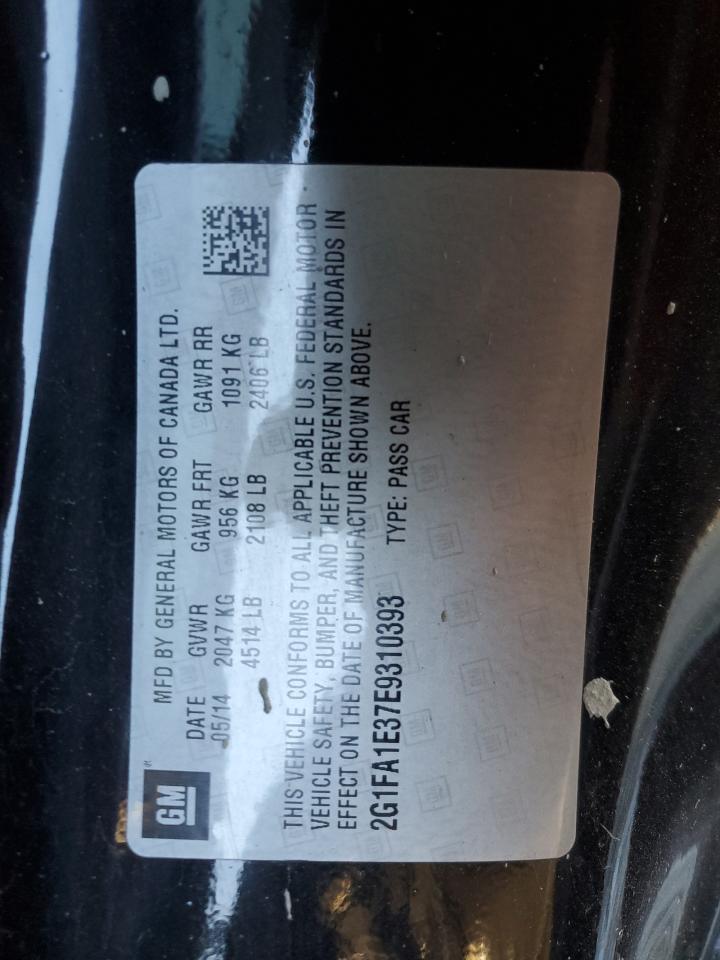 GM
MFD BY GENERAL MOTORS OF CANADA LTD.
DATE GVWR GAWR FRT GAWR RR
05/14 2047 KG 956 KG 1091 KG
4514 LB 2108 LB 2406 LB
THIS VEHICLE CONFORMS TO ALL APPLICABLE U.S. FEDERAL MOTOR
VEHICLE SAFETY, BUMPER, AND THEFT PREVENTION STANDARDS IN
EFFECT ON THE DATE OF MANUFACTURE SHOWN ABOVE.
2G1FA1E37E9310393 TYPE: PASS CAR